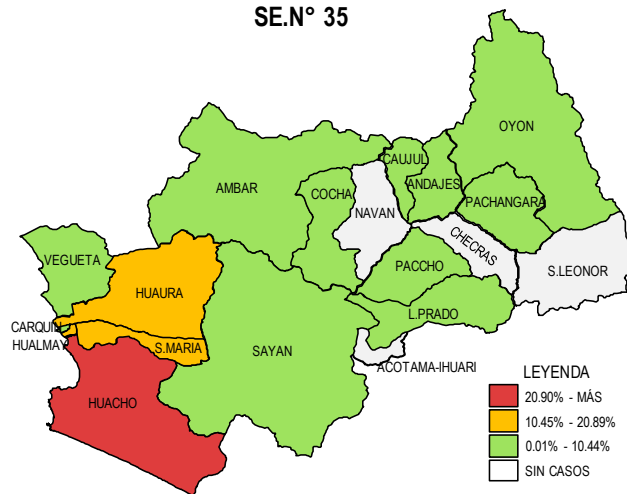 SE.N° 35
OYON
CAUJUL
AMBAR
COCHA
ANDAJES
PACHANGARA
NAVAN
CHECRAS
VEGUETA
PACCHO
S.LEONOR
HUAURA
L.PRADO
CARQUIN
HUALMAY
S.MARIA
SAYAN
ACOTAMA-IHUARI
HUACHO
LEYENDA
20.90% - MÁS
10.45% - 20.89%
0.01% - 10.44%
SIN CASOS